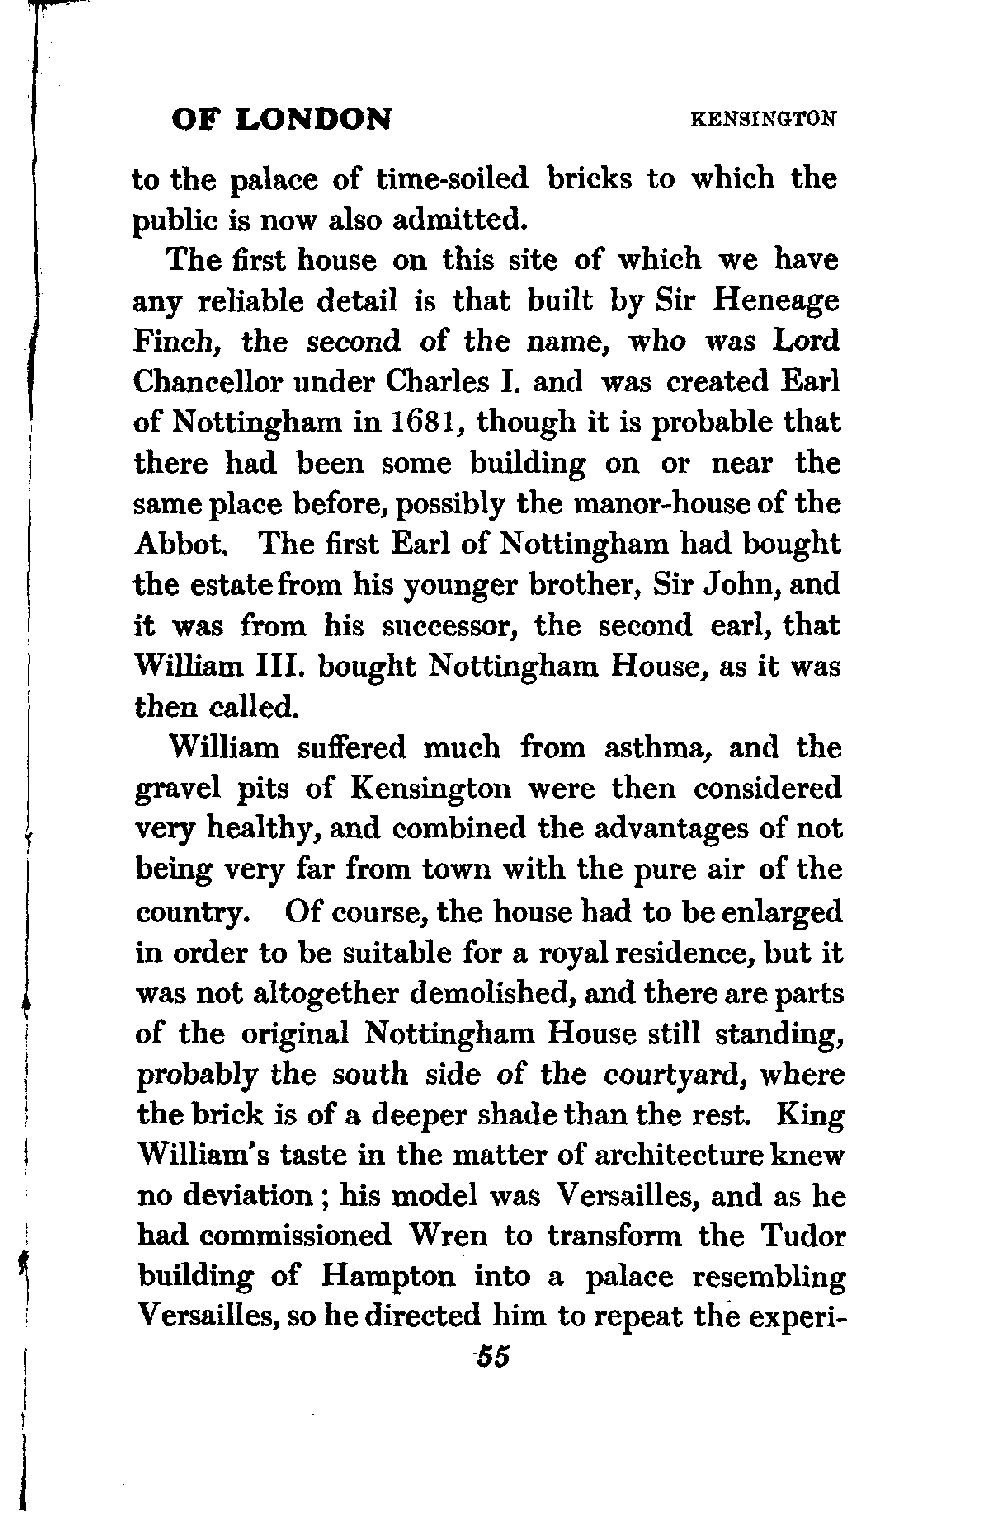 OF LONDON KENSINGTON
to the palace of time-soiled bricks to which the
public is now also admitted.
The first house on this site of which we have
any reliable detail is that built by Sir Heneage
Finch, the second of the name, who was Lord
Chancellor under Charles I. and was created Earl
of Nottingham in 1681, though it is probable that
there had been some building on or near the
same place before, possibly the manor-house of the
Abbot. The first Earl of Nottingham had bought
the estate from his younger brother, Sir John, and
it was from his successor, the second earl, that
William III. bought Nottingham House, as it was
then called.
William suffered much from asthma, and the
gravel pits of Kensington were then considered
very healthy, and combined the advantages of not
being very far from town with the pure air of the
country. Of course, the house had to be enlarged
in order to be suitable for a royal residence, but it
was not altogether demolished, and there are parts
of the original Nottingham House still standing,
probably the south side of the courtyard, where
the brick is of a deeper shade than the rest. King
William's taste in the matter of architecture knew
no deviation; his model was Versailles, and as he
had commissioned Wren to transform the Tudor
building of Hampton into a palace resembling
Versailles, so he directed him to repeat the experi-
55